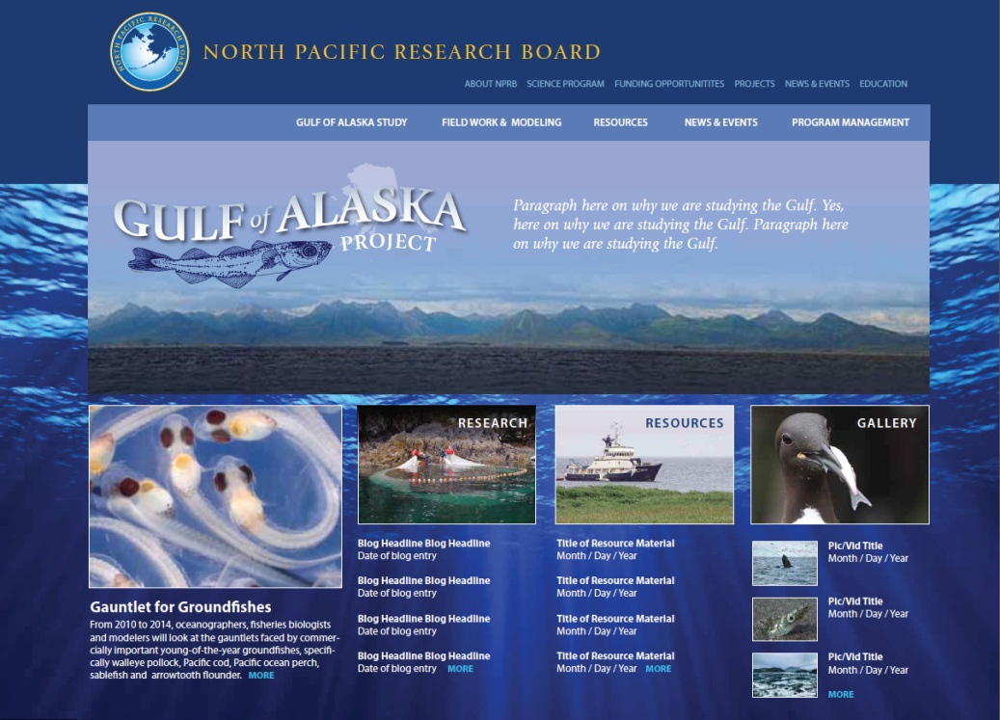 NORTH PACIFIC RESEARCH BOARD
NORTH PACIFIC RESEARCH BOARD
ABOUT NPRB SCIENCE PROGRAM FUNDING OPPORTUNITITES PROJECTS NEWS & EVENTS EDUCATION
GULF OF ALASKA STUDY FIELD WORK & MODELING RESOURCES NEWS & EVENTS PROGRAM MANAGEMENT
GULF of ALASKA
PROJECT
Paragraph here on why we are studying the Gulf. Yes,
here on why we are studying the Gulf. Paragraph here
on why we are studying the Gulf.
Gauntlet for Groundfishes
From 2010 to 2014, oceanographers, fisheries biologists
and modelers will look at the gauntlets faced by commer-
cially important young-of-the-year groundfishes, specifi-
cally walleye pollock, Pacific cod, Pacific ocean perch,
sablefish and arrowtooth flounder. MORE
RESEARCH
Blog Headline Blog Headline
Date of blog entry
Blog Headline Blog Headline
Date of blog entry
Blog Headline Blog Headline
Date of blog entry
Blog Headline Blog Headline
Date of blog entry MORE
RESOURCES
Title of Resource Material
Month / Day / Year
Title of Resource Material
Month / Day / Year
Title of Resource Material
Month / Day / Year
Title of Resource Material
Month / Day / Year MORE
GALLERY
Pic/Vid Title
Month / Day / Year
Pic/Vid Title
Month / Day / Year
Pic/Vid Title
Month / Day / Year
MORE